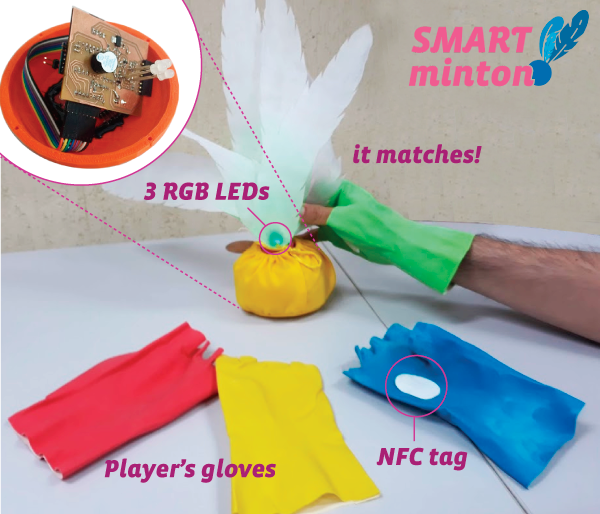 SMART
minton
it matches!
3 RGB LEDs
Player's gloves
NFC tag